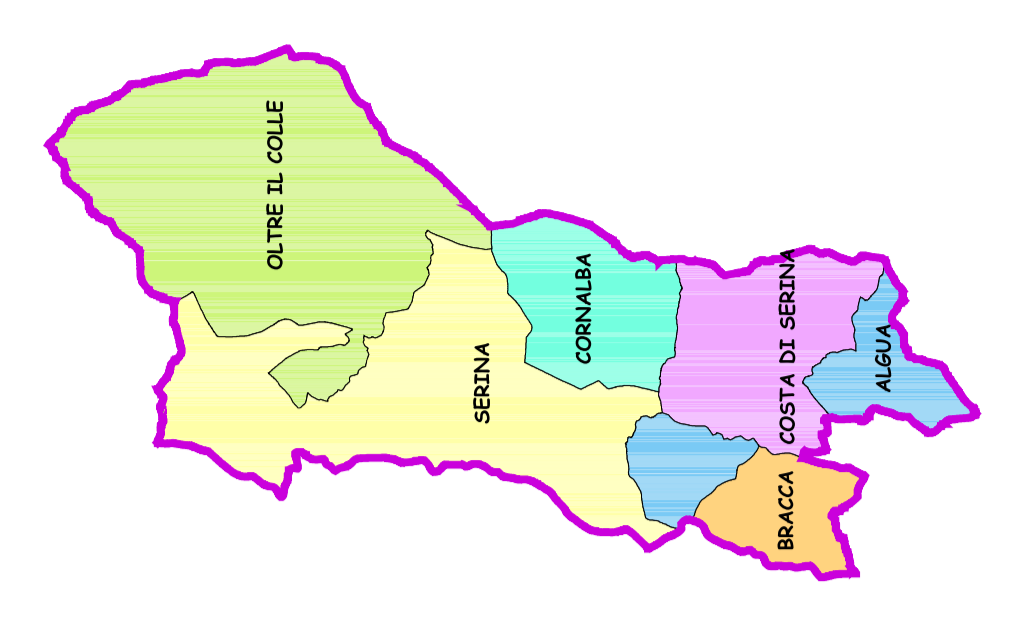 OLTRE IL COLLE
SERINA
CORNALBA
COSTA DI SERINA
BRACCA
ALGUA